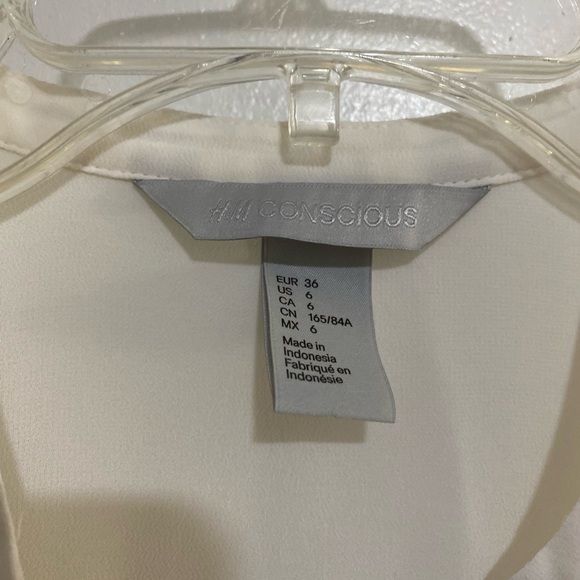 H&M CONSCIOUS
EUR 36
US 6
CA 6
CN 165/84A
MX 6
Made in
Indonesia
Fabriqué en
Indonésie